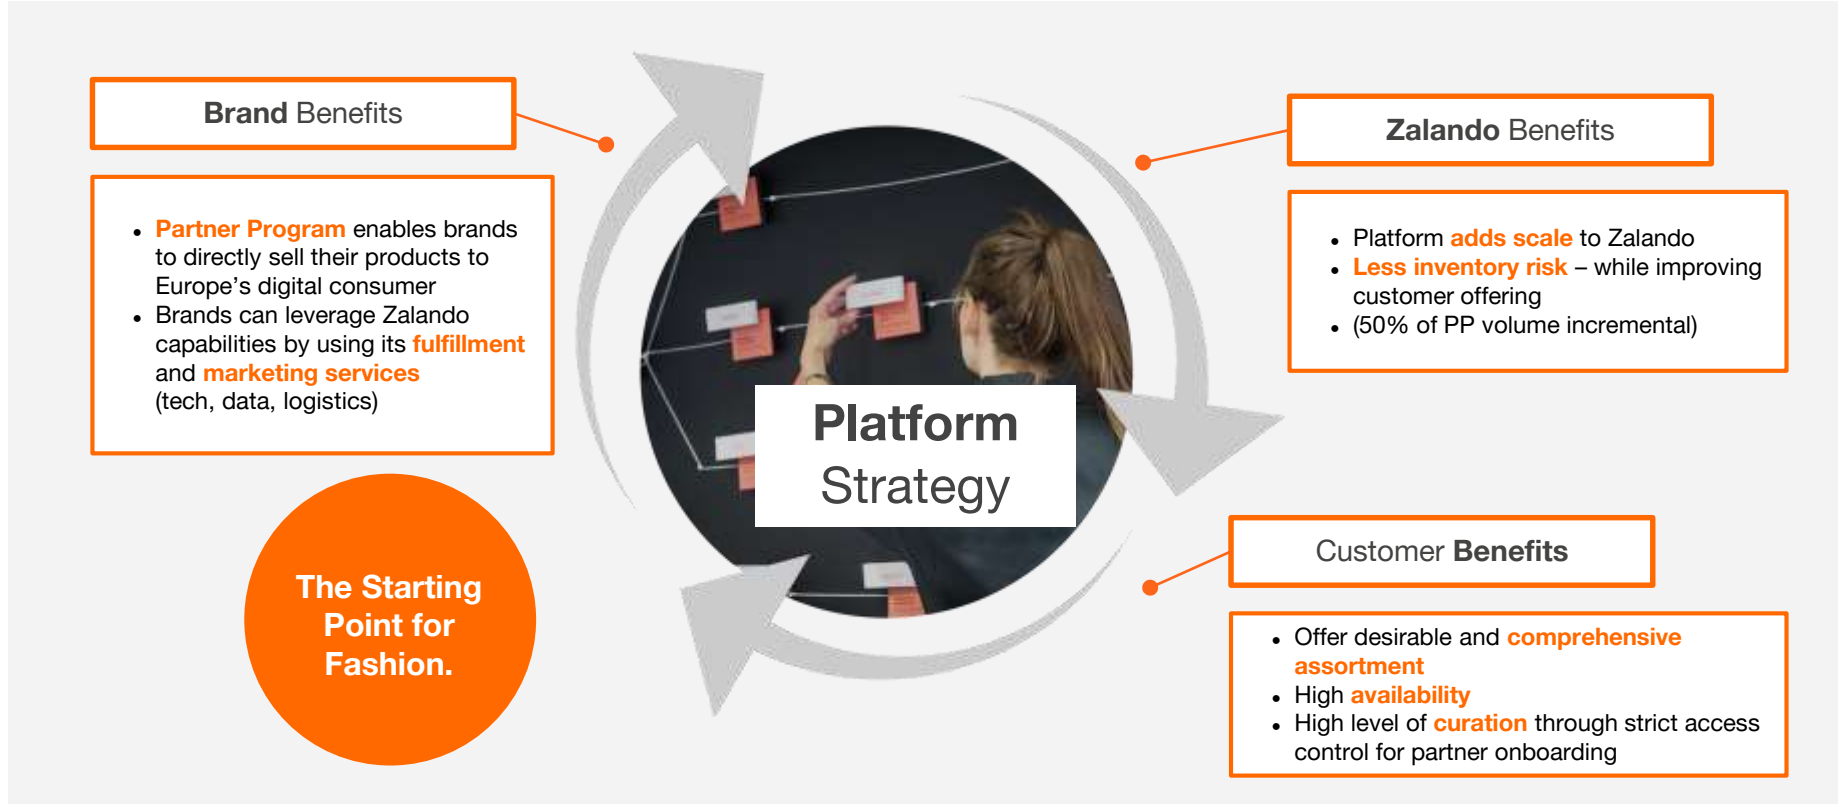 Brand Benefits
• Partner Program enables brands
to directly sell their products to
Europe's digital consumer
• Brands can leverage Zalando
capabilities by using its fulfillment
and marketing services
(tech, data, logistics)
The Starting
Point for
Fashion.
Platform
Strategy
Zalando Benefits
• Platform adds scale to Zalando
• Less inventory risk – while improving
customer offering
• (50% of PP volume incremental)
Customer Benefits
• Offer desirable and comprehensive
assortment
• High availability
• High level of curation through strict access
control for partner onboarding